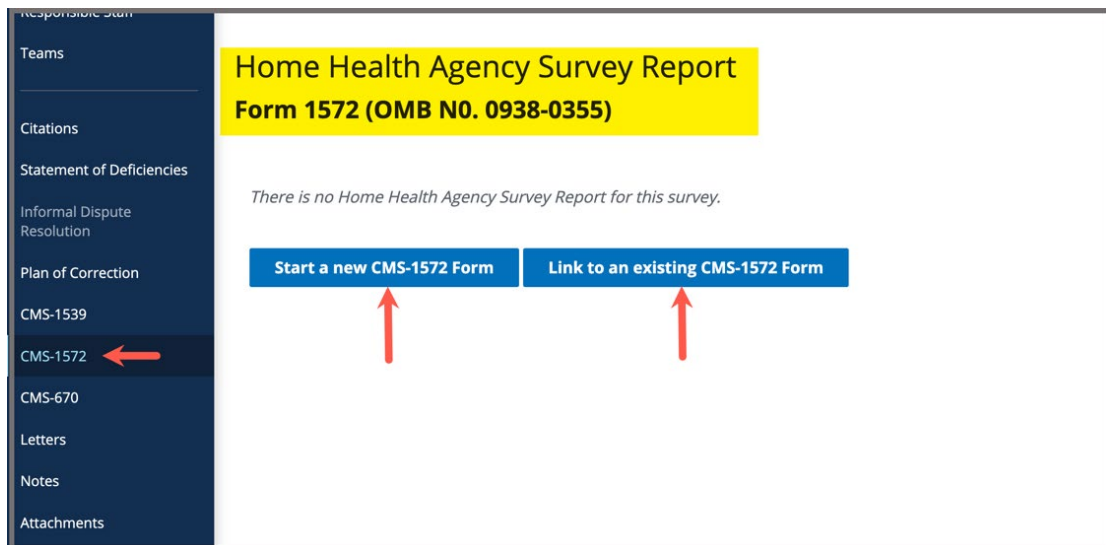 Responsible Staff
Teams
Citations
Statement of Deficiencies
Informal Dispute
Resolution
Plan of Correction
CMS-1539
CMS-1572
CMS-670
Letters
Notes
Attachments
Home Health Agency Survey Report
Form 1572 (OMB N0. 0938-0355)
There is no Home Health Agency Survey Report for this survey.
Start a new CMS-1572 Form
Link to an existing CMS-1572 Form